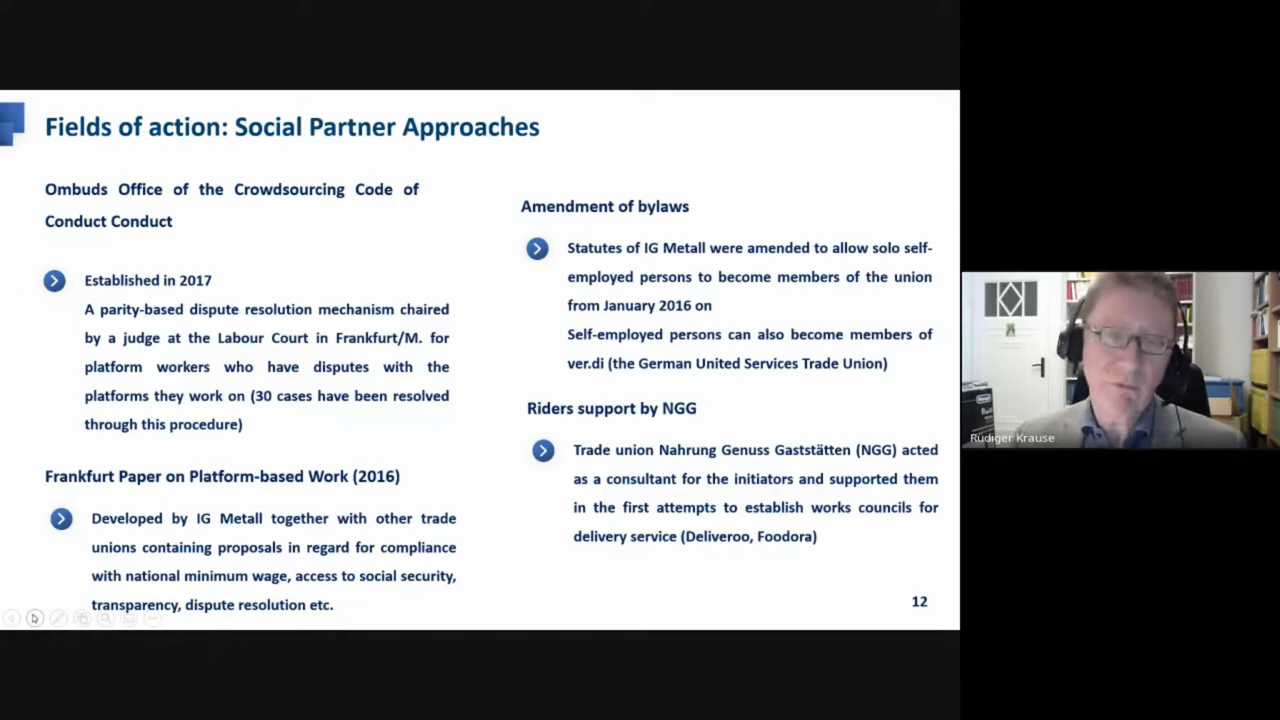 Fields of action: Social Partner Approaches
Ombuds Office of the Crowdsourcing Code of
Conduct Conduct
Established in 2017
A parity-based dispute resolution mechanism chaired
by a judge at the Labour Court in Frankfurt/M. for
platform workers who have disputes with the
platforms they work on (30 cases have been resolved
through this procedure)
Frankfurt Paper on Platform-based Work (2016)
Developed by IG Metall together with other trade
unions containing proposals in regard for compliance
with national minimum wage, access to social security,
transparency, dispute resolution etc.
Amendment of bylaws
Statutes of IG Metall were amended to allow solo self-
employed persons to become members of the union
from January 2016 on
Self-employed persons can also become members of
ver.di (the German United Services Trade Union)
Riders support by NGG
Trade union Nahrung Genuss Gaststätten (NGG) acted
as a consultant for the initiators and supported them
in the first attempts to establish works councils for
delivery service (Deliveroo, Foodora)
12
Rüdiger Krause